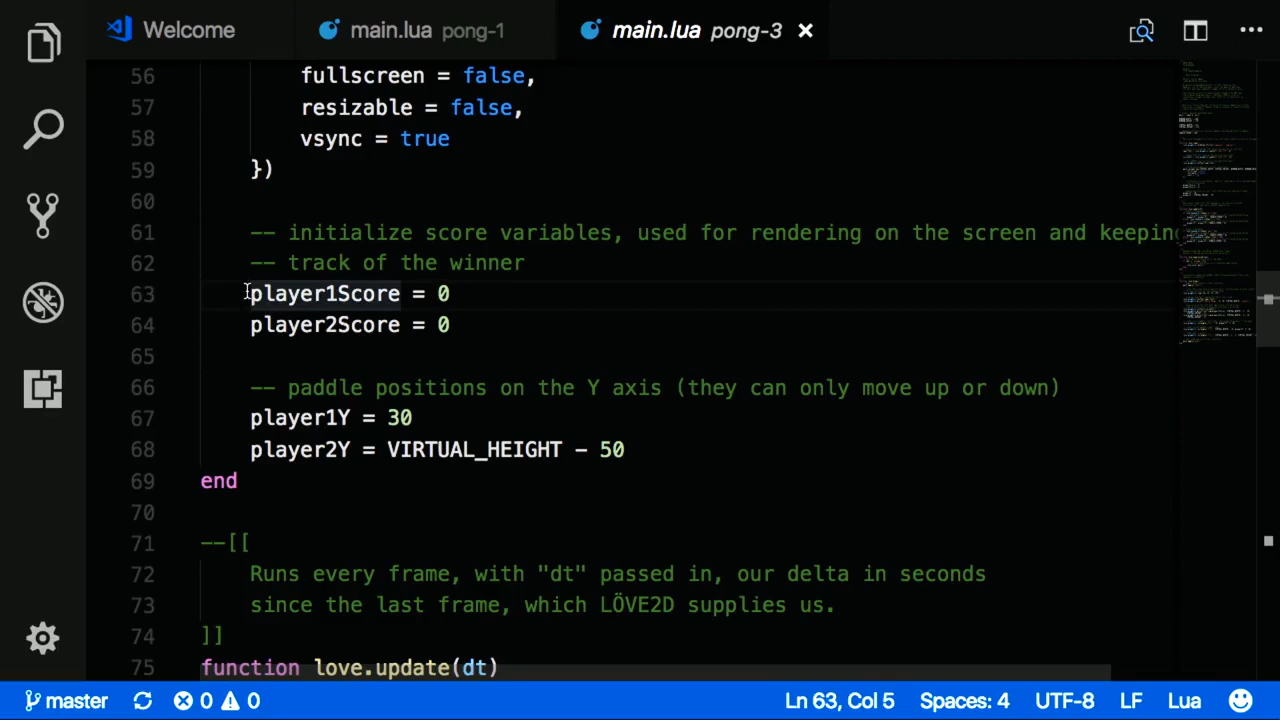 Welcome
main.lua pong-1
main.lua pong-3
56 fullscreen = false,
57 resizable = false,
58 vsync = true
59 })
60
61 -- initialize score variables, used for rendering on the screen and keeping
62 -- track of the winner
63 player1Score = 0
64 player2Score = 0
65
66 -- paddle positions on the Y axis (they can only move up or down)
67 player1Y = 30
68 player2Y = VIRTUAL_HEIGHT - 50
69 end
70
71 --[[
72 Runs every frame, with "dt" passed in, our delta in seconds
73 since the last frame, which LÖVE2D supplies us.
74 ]]
75 function love.update(dt)
master 0 0 Ln 63, Col 5 Spaces: 4 UTF-8 LF Lua